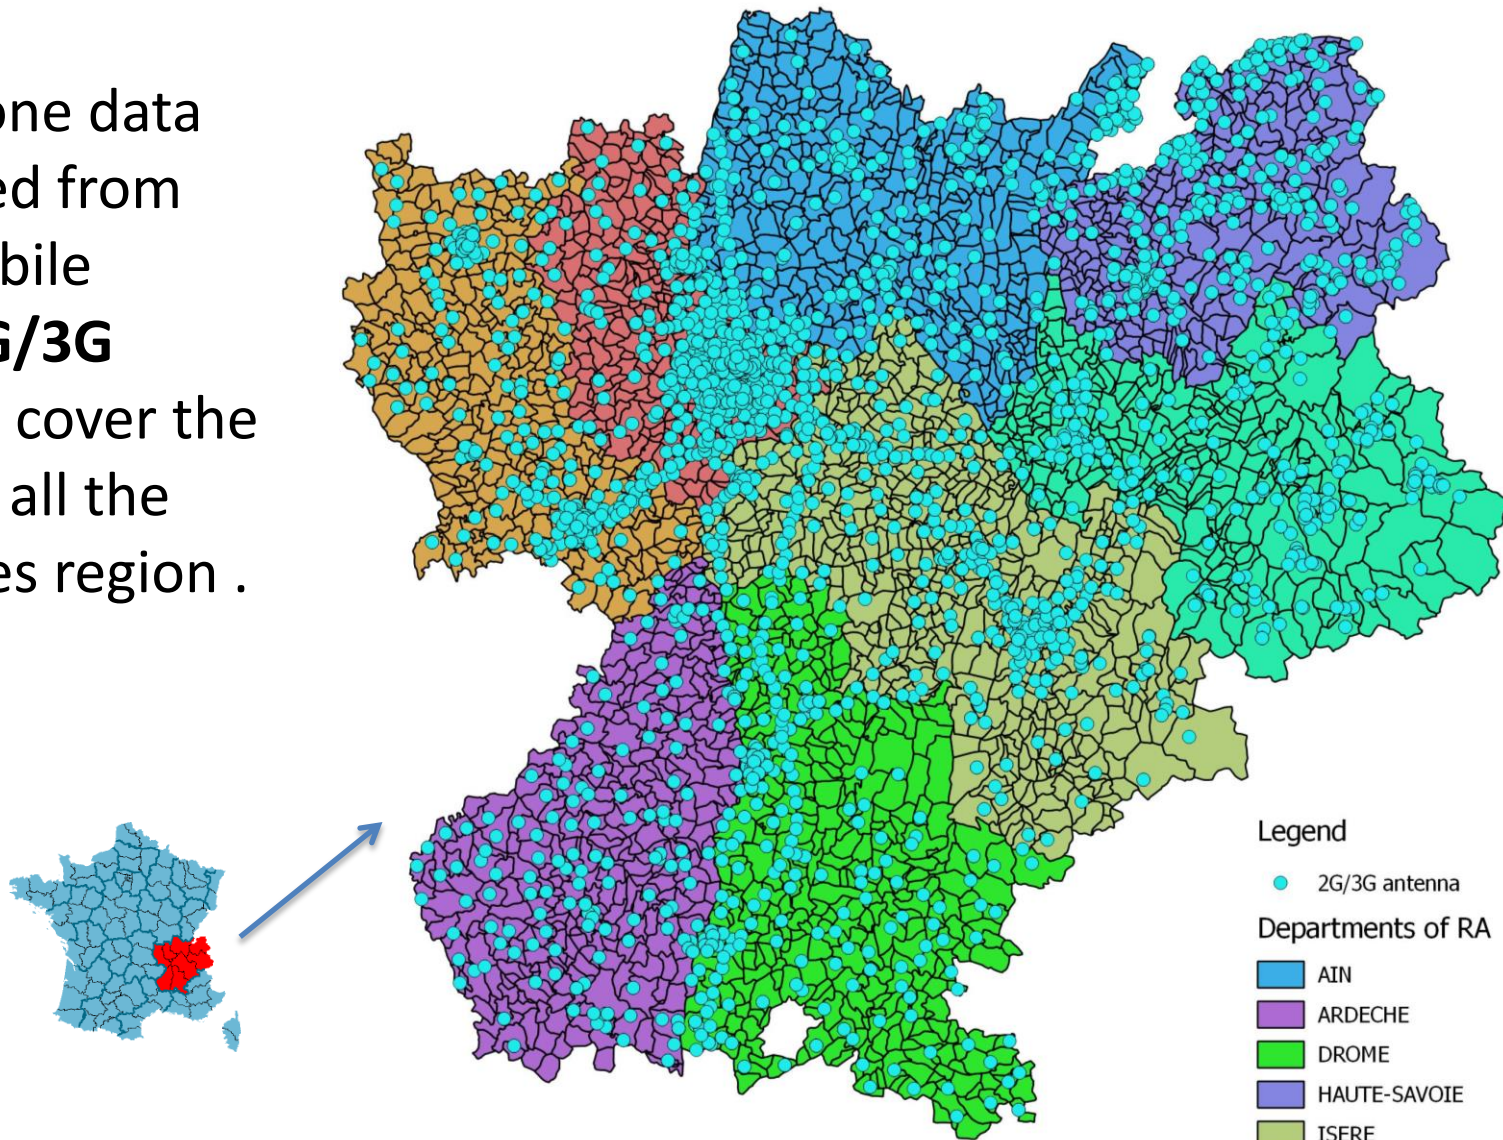 one data
ed from
bile
G/3G
cover the
all the
es region .
Legend
2G/3G antenna
Departments of RA
AIN
ARDECHE
DROME
HAUTE-SAVOIE
ISERE